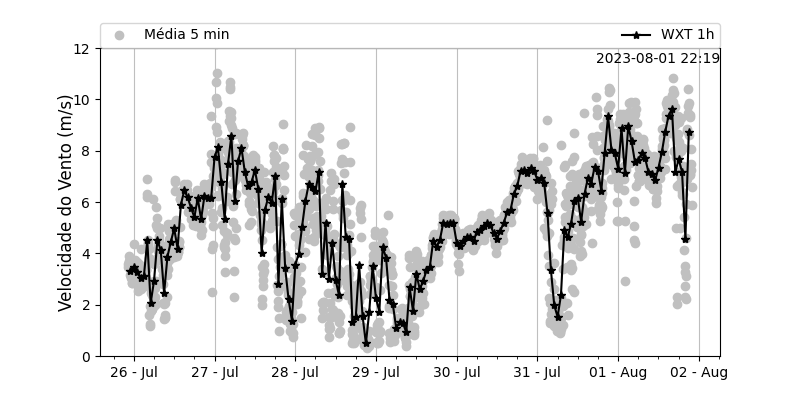 Média 5 min
WXT 1h
2023-08-01 22:19
Velocidade do Vento (m/s)
12
10
8
6
4
2
0
26 - Jul
27 - Jul
28 - Jul
29 - Jul
30 - Jul
31 - Jul
01 - Aug
02 - Aug